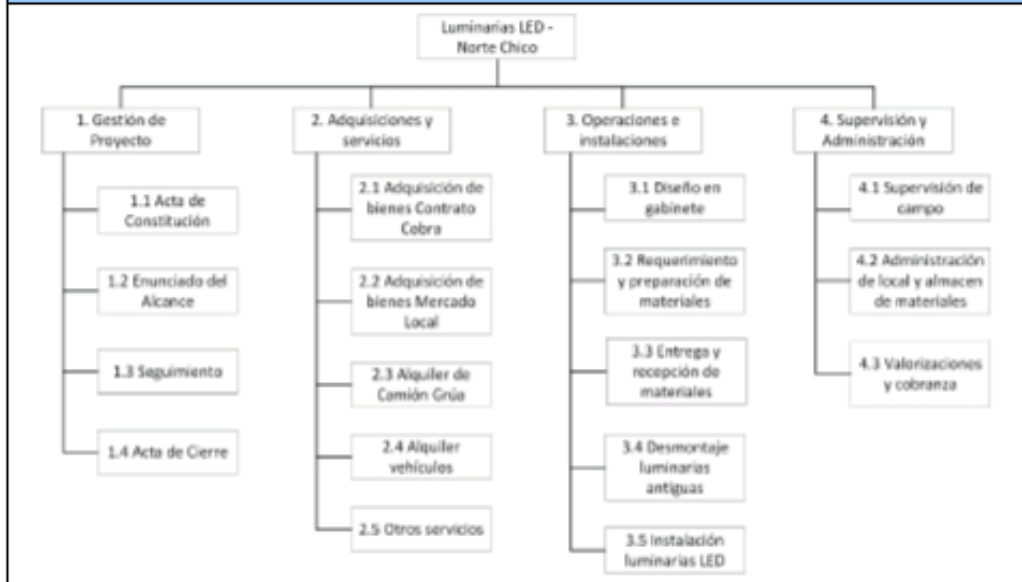 Luminarias LED -
Norte Chico
1. Gestión de
Proyecto
2. Adquisiciones y
servicios
3. Operaciones e
instalaciones
4. Supervisión y
Administración
1.1 Acta de
Constitución
1.2 Enunciado del
Alcance
1.3 Seguimiento
1.4 Acta de Cierre
2.1 Adquisición de
bienes Contrato
Cobra
2.2 Adquisición de
bienes Mercado
Local
2.3 Alquiler de
Camión Grúa
2.4 Alquiler
vehículos
2.5 Otros servicios
3.1 Diseño en
gabinete
3.2 Requerimiento
y preparación de
materiales
3.3 Entrega y
recepción de
materiales
3.4 Desmontaje
luminarias
antiguas
3.5 Instalación
luminarias LED
4.1 Supervisión de
campo
4.2 Administración
de local y almacen
de materiales
4.3 Valorizaciones
y cobranza